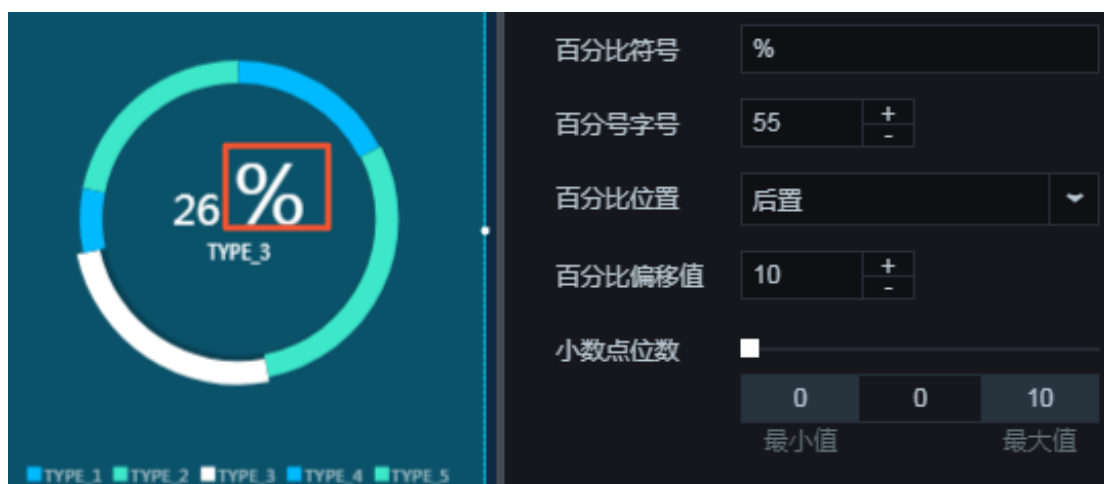 26%
TYPE_3
TYPE_1 TYPE_2 TYPE_3 TYPE_4 TYPE_5
百分比符号 %
百分号字号 55 + -
百分比位置 后置
百分比偏移值 10 + -
小数点位数
0 0 10
最小值 最大值